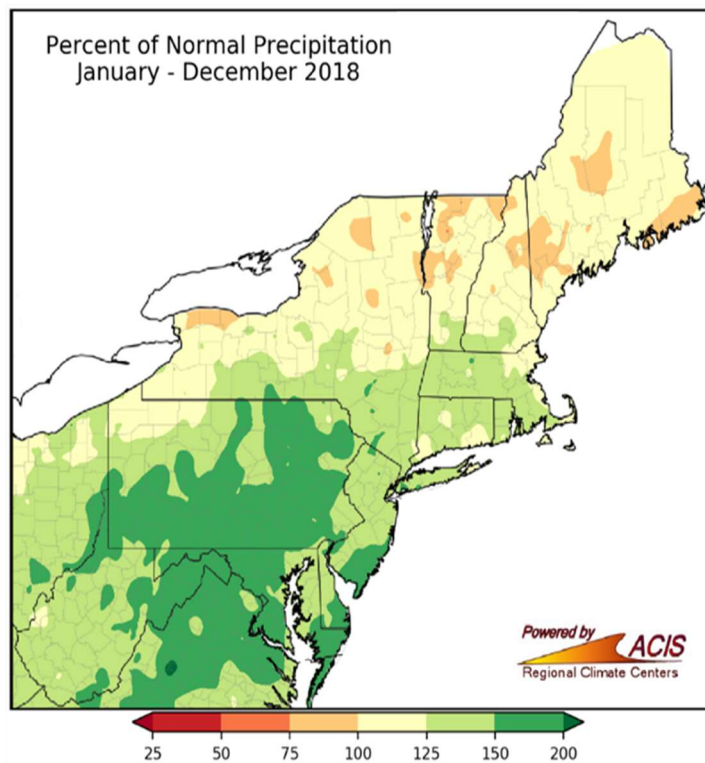 Percent of Normal Precipitation
January - December 2018
Powered by
ACIS
Regional Climate Centers
25 50 75 100 125 150 200